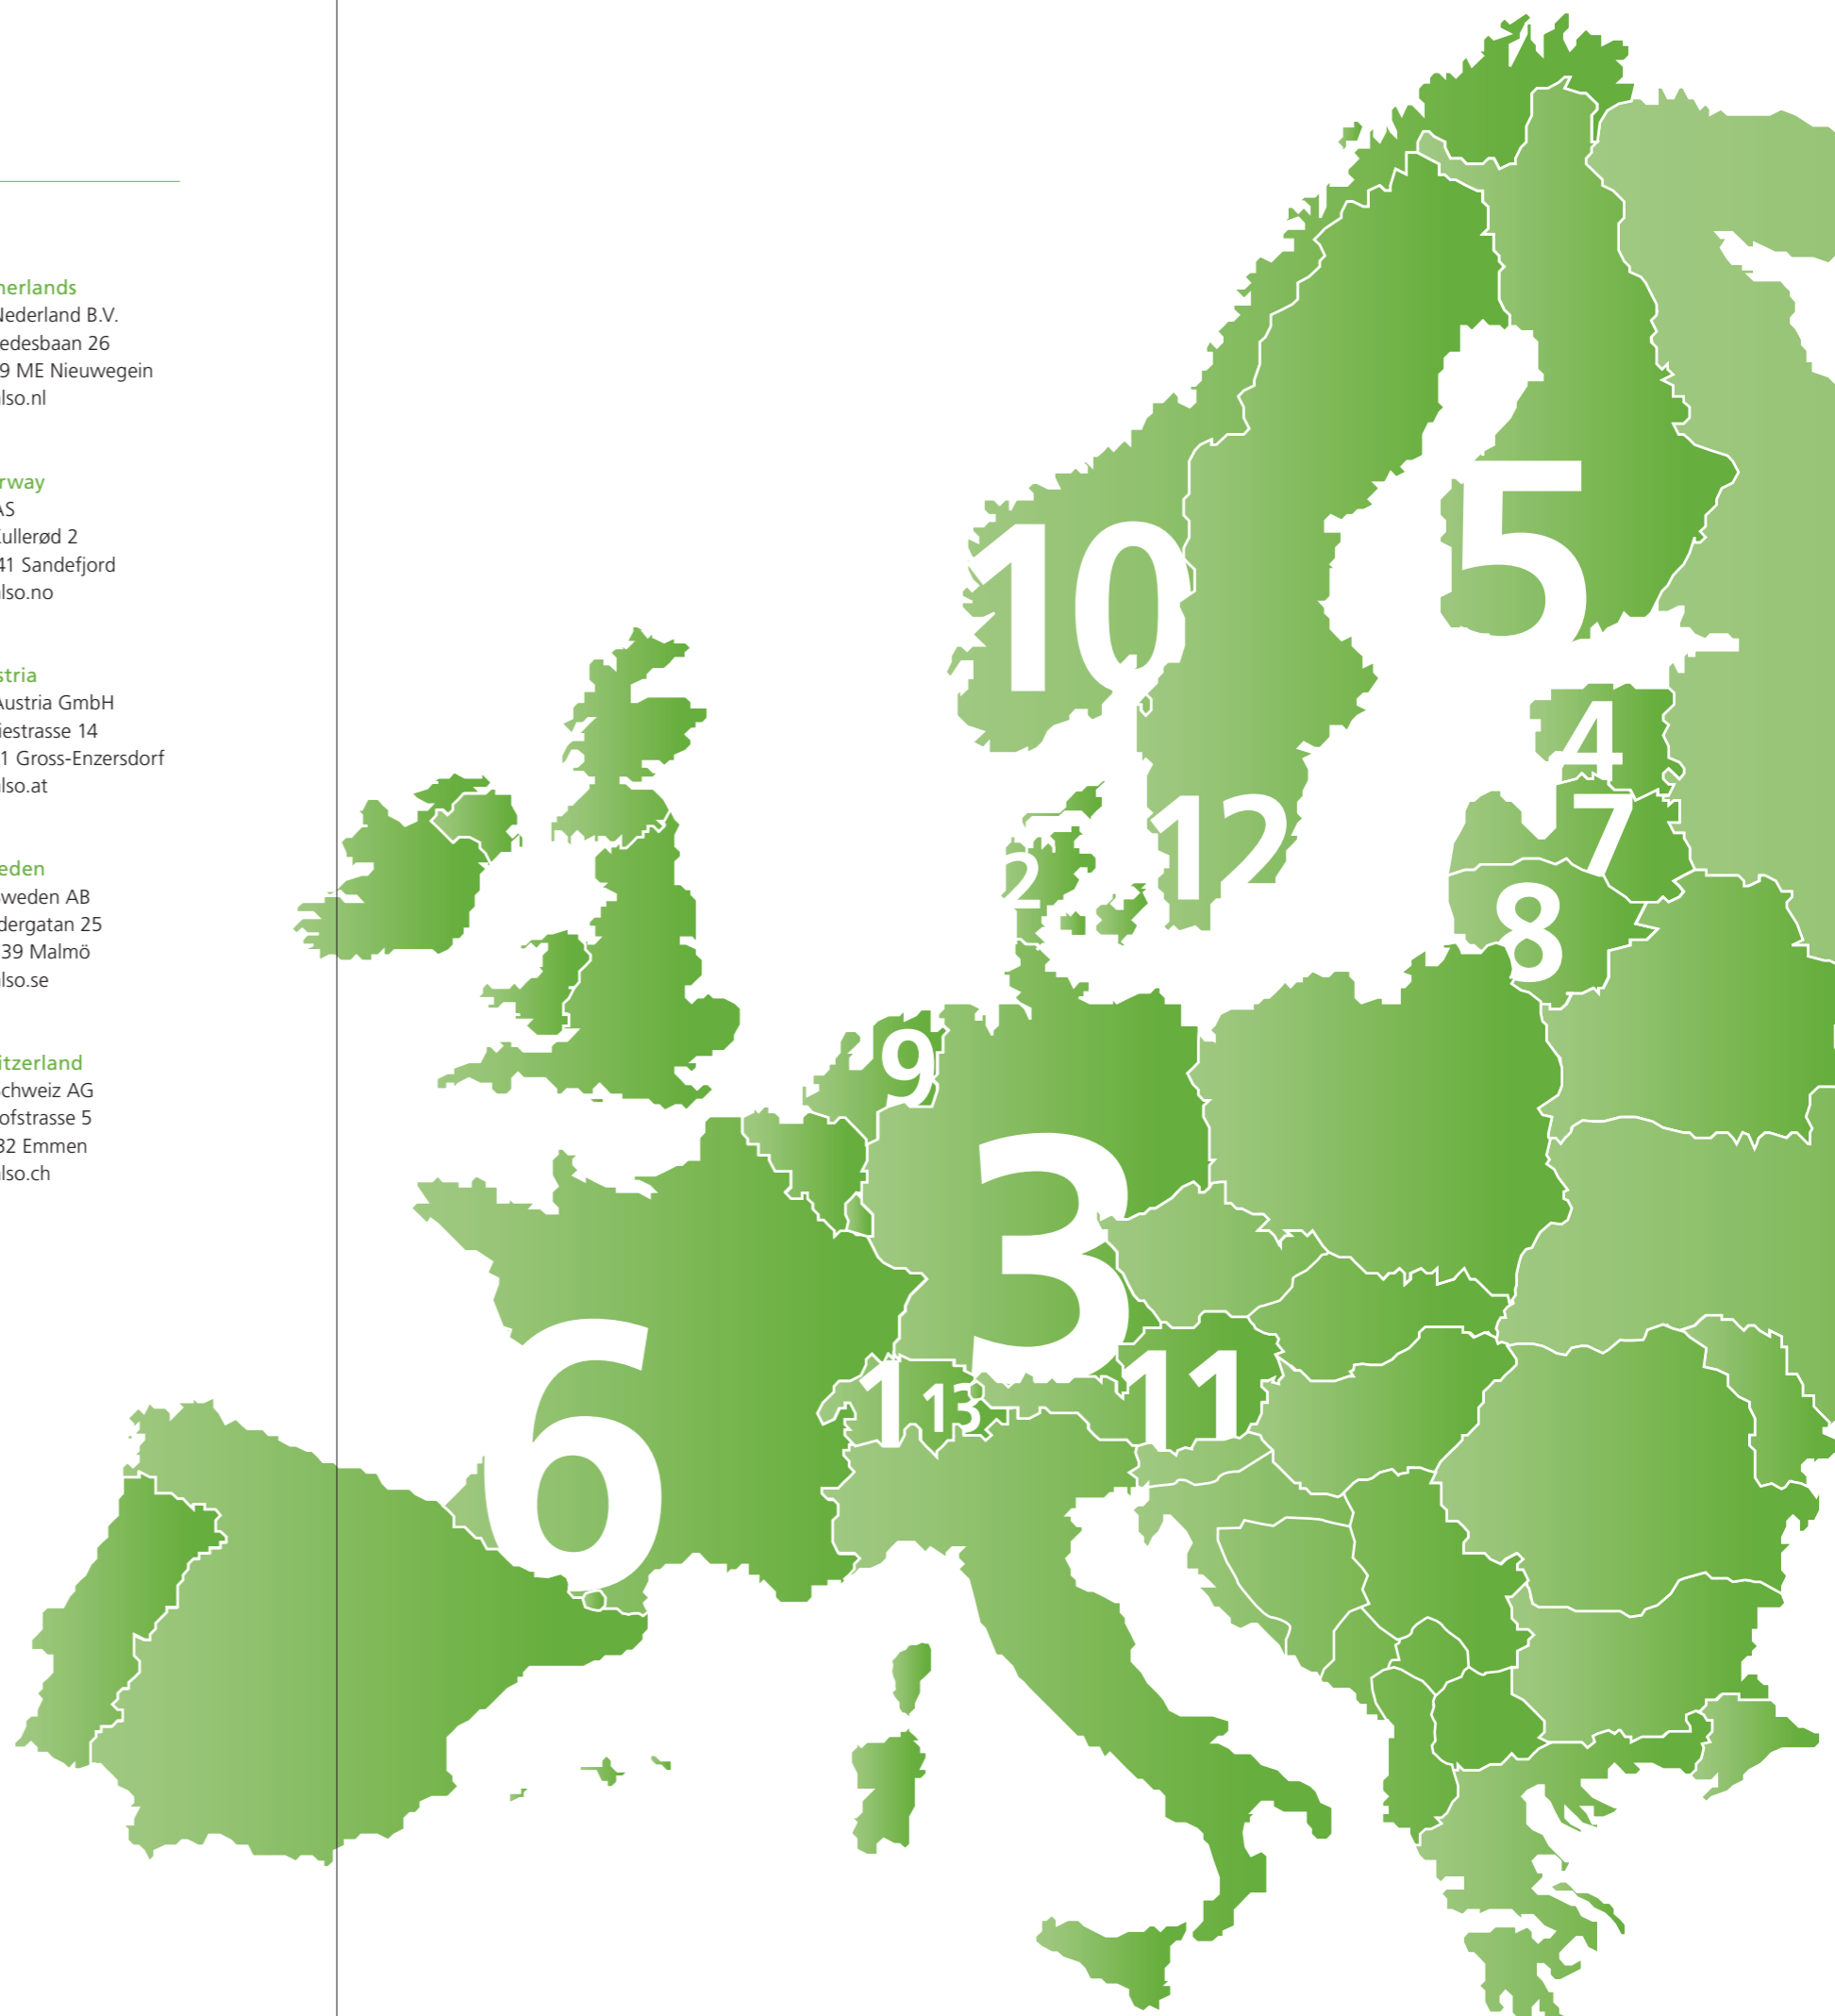 herlands
Nederland B.V.
edesbaan 26
9 ME Nieuwegein
lso.nl
rway
AS
Kullerød 2
41 Sandefjord
lso.no
stria
Austria GmbH
iestrasse 14
1 Gross-Enzersdorf
lso.at
eden
weden AB
dergatan 25
39 Malmö
lso.se
itzerland
Schweiz AG
ofstrasse 5
32 Emmen
lso.ch
10
5
4
7
12
2
8
9
3
6
1
13
11